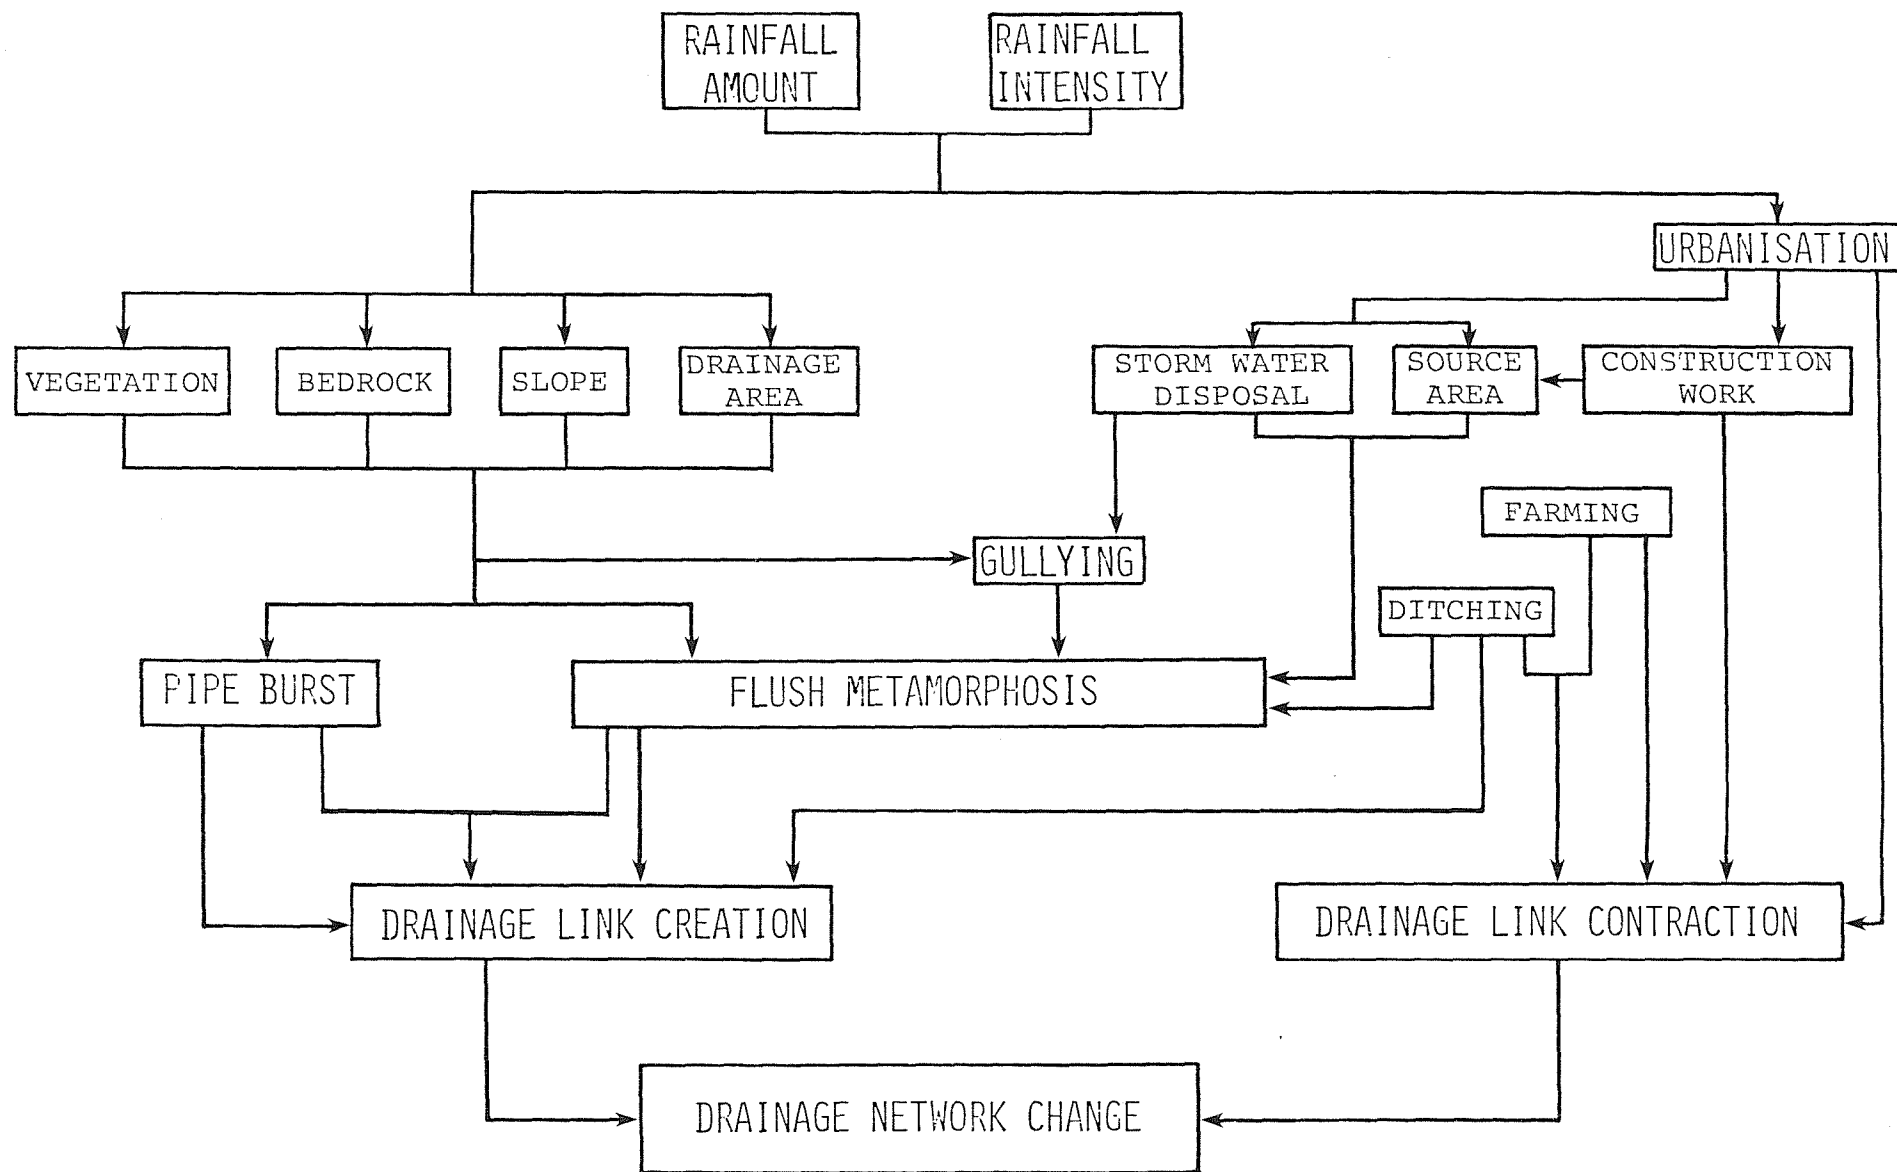 RAINFALL
AMOUNT
RAINFALL
INTENSITY
URBANISATION
VEGETATION
BEDROCK
SLOPE
DRAINAGE
AREA
STORM WATER
DISPOSAL
SOURCE
AREA
CONSTRUCTION
WORK
FARMING
GULLYING
DITCHING
PIPE BURST
FLUSH METAMORPHOSIS
DRAINAGE LINK CREATION
DRAINAGE LINK CONTRACTION
DRAINAGE NETWORK CHANGE